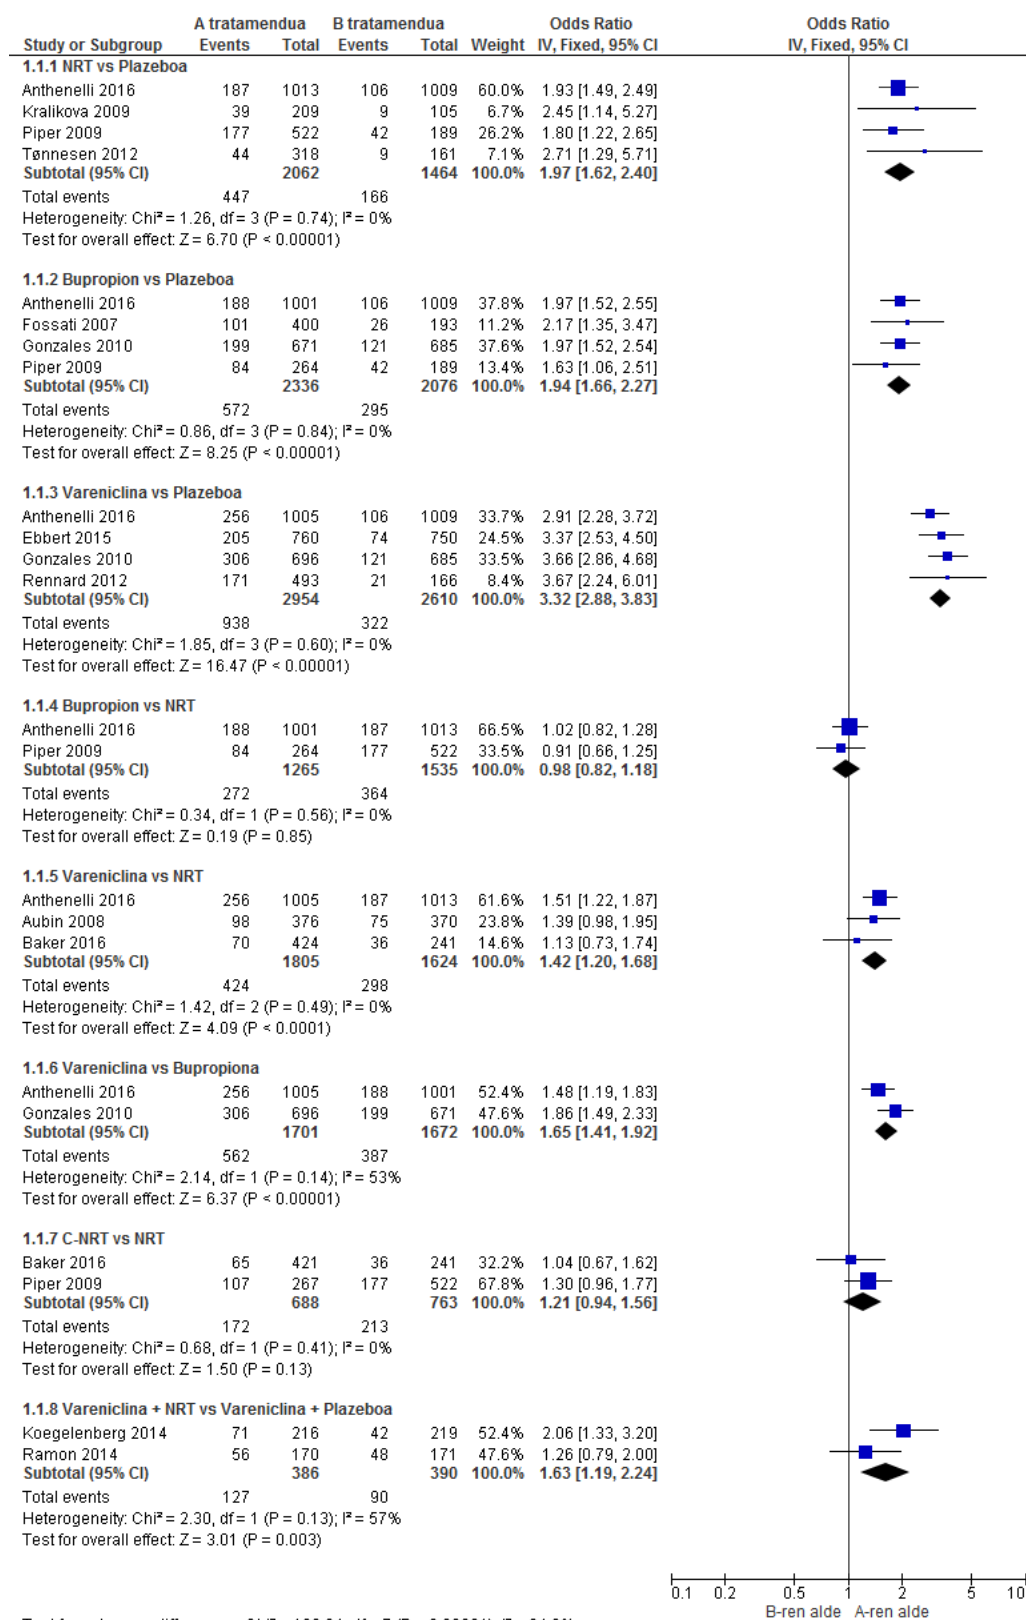 A tratamendua B tratamendua Odds Ratio Odds Ratio
Study or Subgroup Events Total Events Total Weight IV, Fixed, 95% CI IV, Fixed, 95% CI
1.1.1 NRT vs Plazeboa
Anthenelli 2016 187 1013 106 1009 60.0% 1.93 [1.49, 2.49]
Kralikova 2009 39 209 9 105 6.7% 2.45 [1.14, 5.27]
Piper 2009 177 522 42 189 26.2% 1.80 [1.22, 2.65]
Tønnesen 2012 44 318 9 161 7.1% 2.71 [1.29, 5.71]
Subtotal (95% CI) 2062 1464 100.0% 1.97 [1.62, 2.40]
Total events 447 166
Heterogeneity: Chi² = 1.26, df = 3 (P = 0.74); I² = 0%
Test for overall effect: Z = 6.70 (P < 0.00001)
1.1.2 Bupropion vs Plazeboa
Anthenelli 2016 188 1001 106 1009 37.8% 1.97 [1.52, 2.55]
Fossati 2007 101 400 26 193 11.2% 2.17 [1.35, 3.47]
Gonzales 2010 199 671 121 685 37.6% 1.97 [1.52, 2.54]
Piper 2009 84 264 42 189 13.4% 1.63 [1.06, 2.51]
Subtotal (95% CI) 2336 2076 100.0% 1.94 [1.66, 2.27]
Total events 572 295
Heterogeneity: Chi² = 0.86, df = 3 (P = 0.84); I² = 0%
Test for overall effect: Z = 8.25 (P < 0.00001)
1.1.3 Vareniclina vs Plazeboa
Anthenelli 2016 256 1005 106 1009 33.7% 2.91 [2.28, 3.72]
Ebbert 2015 205 760 74 750 24.5% 3.37 [2.53, 4.50]
Gonzales 2010 306 696 121 685 33.5% 3.66 [2.86, 4.68]
Rennard 2012 171 493 21 166 8.4% 3.67 [2.24, 6.01]
Subtotal (95% CI) 2954 2610 100.0% 3.32 [2.88, 3.83]
Total events 938 322
Heterogeneity: Chi² = 1.85, df = 3 (P = 0.60); I² = 0%
Test for overall effect: Z = 16.47 (P < 0.00001)
1.1.4 Bupropion vs NRT
Anthenelli 2016 188 1001 187 1013 66.5% 1.02 [0.82, 1.28]
Piper 2009 84 264 177 522 33.5% 0.91 [0.66, 1.25]
Subtotal (95% CI) 1265 1535 100.0% 0.98 [0.82, 1.18]
Total events 272 364
Heterogeneity: Chi² = 0.34, df = 1 (P = 0.56); I² = 0%
Test for overall effect: Z = 0.19 (P = 0.85)
1.1.5 Vareniclina vs NRT
Anthenelli 2016 256 1005 187 1013 61.6% 1.51 [1.22, 1.87]
Aubin 2008 98 376 75 370 23.8% 1.39 [0.98, 1.95]
Baker 2016 70 424 36 241 14.6% 1.13 [0.73, 1.74]
Subtotal (95% CI) 1805 1624 100.0% 1.42 [1.20, 1.68]
Total events 424 298
Heterogeneity: Chi² = 1.42, df = 2 (P = 0.49); I² = 0%
Test for overall effect: Z = 4.09 (P < 0.0001)
1.1.6 Vareniclina vs Bupropiona
Anthenelli 2016 256 1005 188 1001 52.4% 1.48 [1.19, 1.83]
Gonzales 2010 306 696 199 671 47.6% 1.86 [1.49, 2.33]
Subtotal (95% CI) 1701 1672 100.0% 1.65 [1.41, 1.92]
Total events 562 387
Heterogeneity: Chi² = 2.14, df = 1 (P = 0.14); I² = 53%
Test for overall effect: Z = 6.37 (P < 0.00001)
1.1.7 C-NRT vs NRT
Baker 2016 65 421 36 241 32.2% 1.04 [0.67, 1.62]
Piper 2009 107 267 177 522 67.8% 1.30 [0.96, 1.77]
Subtotal (95% CI) 688 763 100.0% 1.21 [0.94, 1.56]
Total events 172 213
Heterogeneity: Chi² = 0.68, df = 1 (P = 0.41); I² = 0%
Test for overall effect: Z = 1.50 (P = 0.13)
1.1.8 Vareniclina + NRT vs Vareniclina + Plazeboa
Koegelenberg 2014 71 216 42 219 52.4% 2.06 [1.33, 3.20]
Ramon 2014 56 170 48 171 47.6% 1.26 [0.79, 2.00]
Subtotal (95% CI) 386 390 100.0% 1.63 [1.19, 2.24]
Total events 127 90
Heterogeneity: Chi² = 2.30, df = 1 (P = 0.13); I² = 57%
Test for overall effect: Z = 3.01 (P = 0.003)
0.1 0.2 0.5 1 2 5 10
B-ren alde A-ren alde